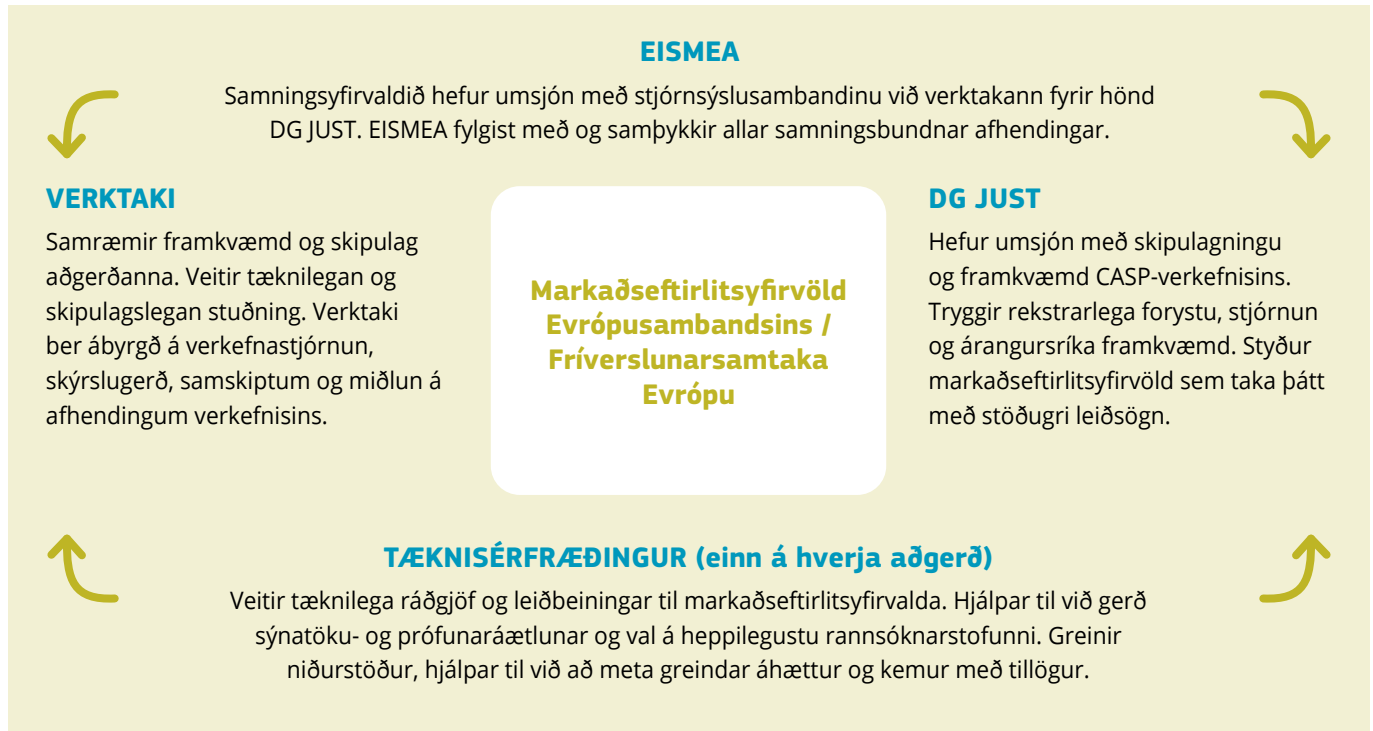 EISMEA
Samningsyfirvaldið hefur umsjón með stjórnsýslusambandinu við verktakann fyrir hönd
DG JUST. EISMEA fylgist með og samþykkir allar samningsbundnar afhendingar.
VERKTAKI
Samræmir framkvæmd og skipulag
aðgerðanna. Veitir tæknilegan og
skipulagslegan stuðning. Verktaki
ber ábyrgð á verkefnastjórnun,
skýrslugerð, samskiptum og miðlun á
afhendingum verkefnisins.
Markaðseftirlitsyfirvöld
Evrópusambandsins /
Fríverslunarsamtaka
Evrópu
DG JUST
Hefur umsjón með skipulagningu
og framkvæmd CASP-verkefnisins.
Tryggir rekstrarlega forystu, stjórnun
og árangursríka framkvæmd. Styður
markaðseftirlitsyfirvöld sem taka þátt
með stöðugri leiðsögn.
TÆKNISÉRFRÆÐINGUR (einn á hverja aðgerð)
Veitir tæknilega ráðgjöf og leiðbeiningar til markaðseftirlitsyfirvalda. Hjálpar til við gerð
sýnatöku- og prófunaráætlunar og val á heppilegustu rannsóknarstofunni. Greinir
niðurstöður, hjálpar til við að meta greindar áhættur og kemur með tillögur.